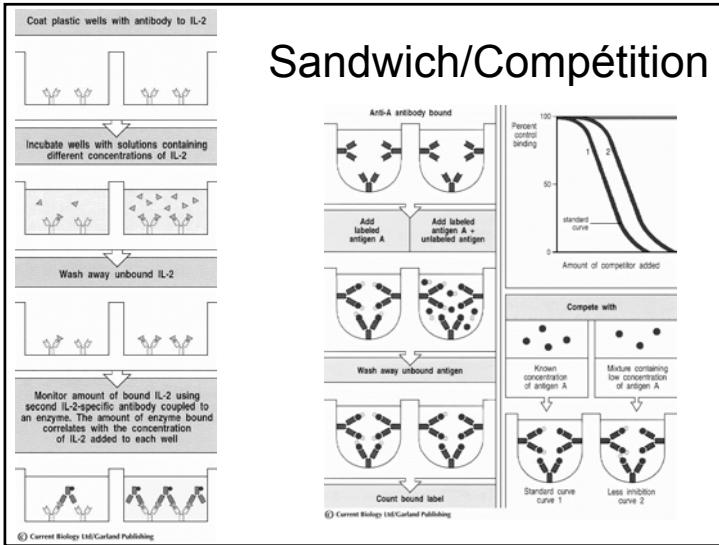 Sandwich/Compétition
Coat plastic wells with antibody to IL-2
Incubate wells with solutions containing
different concentrations of IL-2
Wash away unbound IL-2
Monitor amount of bound IL-2 using
second IL-2-specific antibody coupled to
an enzyme. The amount of enzyme bound
correlates with the concentration
of IL-2 added to each well
© Current Biology Ltd/Garland Publishing
Anti-A antibody bound
Add
labeled
antigen A
Add labeled
antigen A +
unlabeled antigen
Wash away unbound antigen
Count bound label
© Current Biology Ltd/Garland Publishing
Percent
control
binding
100
50
0
1
2
standard
curve
Amount of competitor added
Compete with
Known
concentration
of antigen A
Mixture containing
low concentration
of antigen A
Standard curve
curve 1
Less inhibition
curve 2